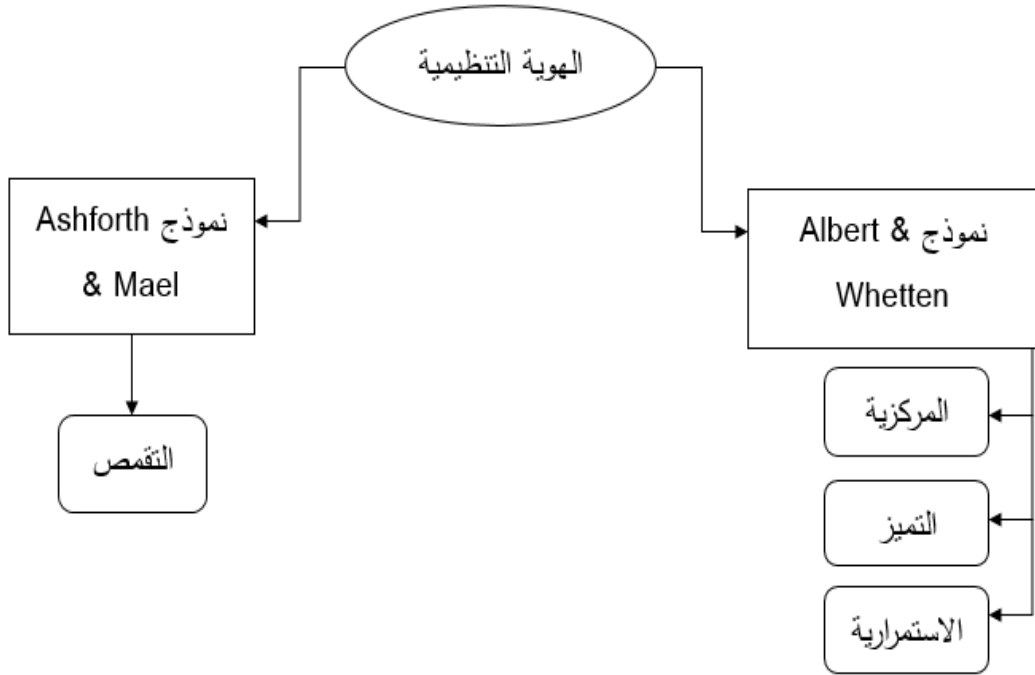 الهوية التنظيمية
نموذج Albert &
Whetten
المركزية
التميز
الاستمرارية
نموذج Ashforth
& Mael
التقمص